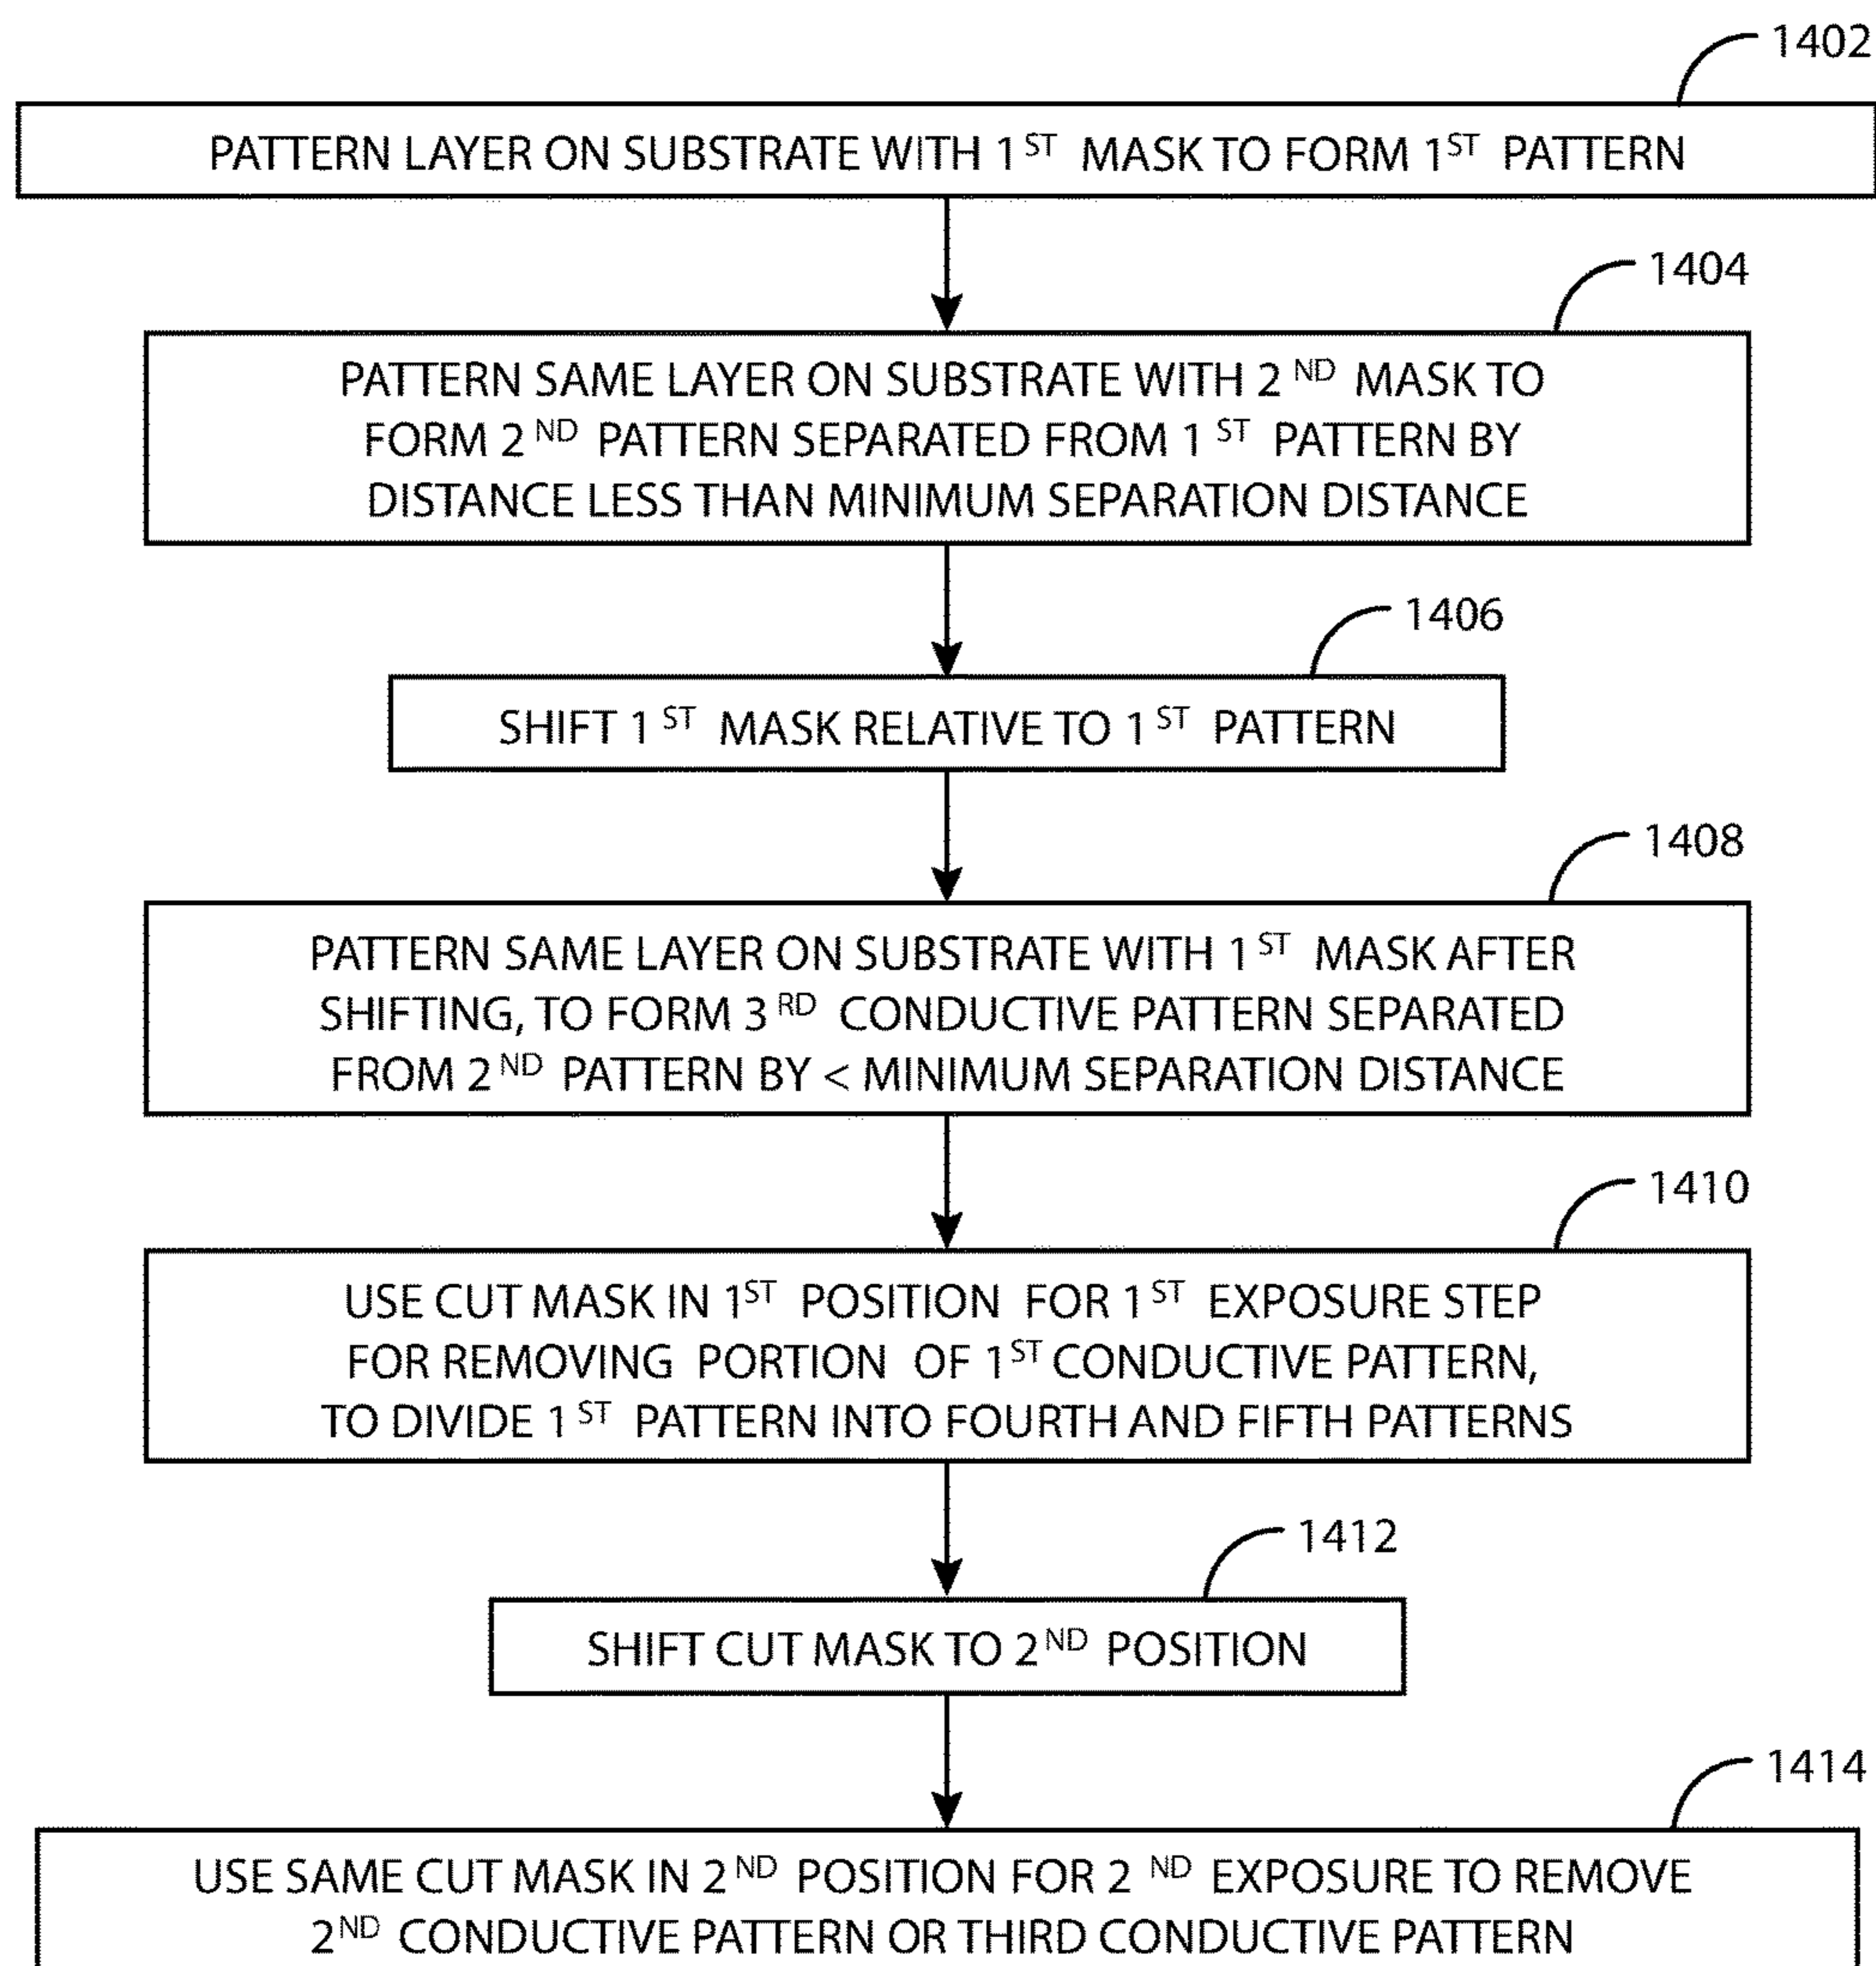 1402
PATTERN LAYER ON SUBSTRATE WITH 1ST MASK TO FORM 1ST PATTERN
1404
PATTERN SAME LAYER ON SUBSTRATE WITH 2ND MASK TO
FORM 2ND PATTERN SEPARATED FROM 1ST PATTERN BY
DISTANCE LESS THAN MINIMUM SEPARATION DISTANCE
1406
SHIFT 1ST MASK RELATIVE TO 1ST PATTERN
1408
PATTERN SAME LAYER ON SUBSTRATE WITH 1ST MASK AFTER
SHIFTING, TO FORM 3RD CONDUCTIVE PATTERN SEPARATED
FROM 2ND PATTERN BY < MINIMUM SEPARATION DISTANCE
1410
USE CUT MASK IN 1ST POSITION FOR 1ST EXPOSURE STEP
FOR REMOVING PORTION OF 1ST CONDUCTIVE PATTERN,
TO DIVIDE 1ST PATTERN INTO FOURTH AND FIFTH PATTERNS
1412
SHIFT CUT MASK TO 2ND POSITION
1414
USE SAME CUT MASK IN 2ND POSITION FOR 2ND EXPOSURE TO REMOVE
2ND CONDUCTIVE PATTERN OR THIRD CONDUCTIVE PATTERN